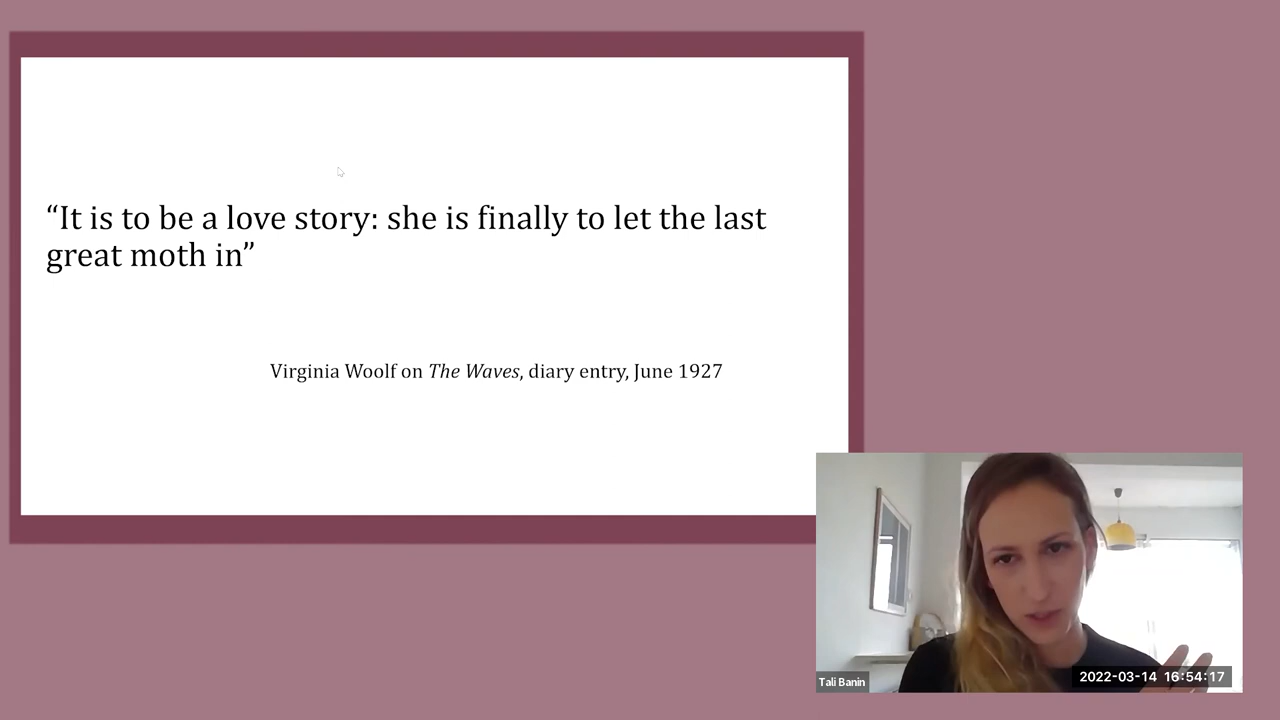 “It is to be a love story: she is finally to let the last
great moth in”
Virginia Woolf on The Waves, diary entry, June 1927
Tali Banin
2022-03-14 16:54:17